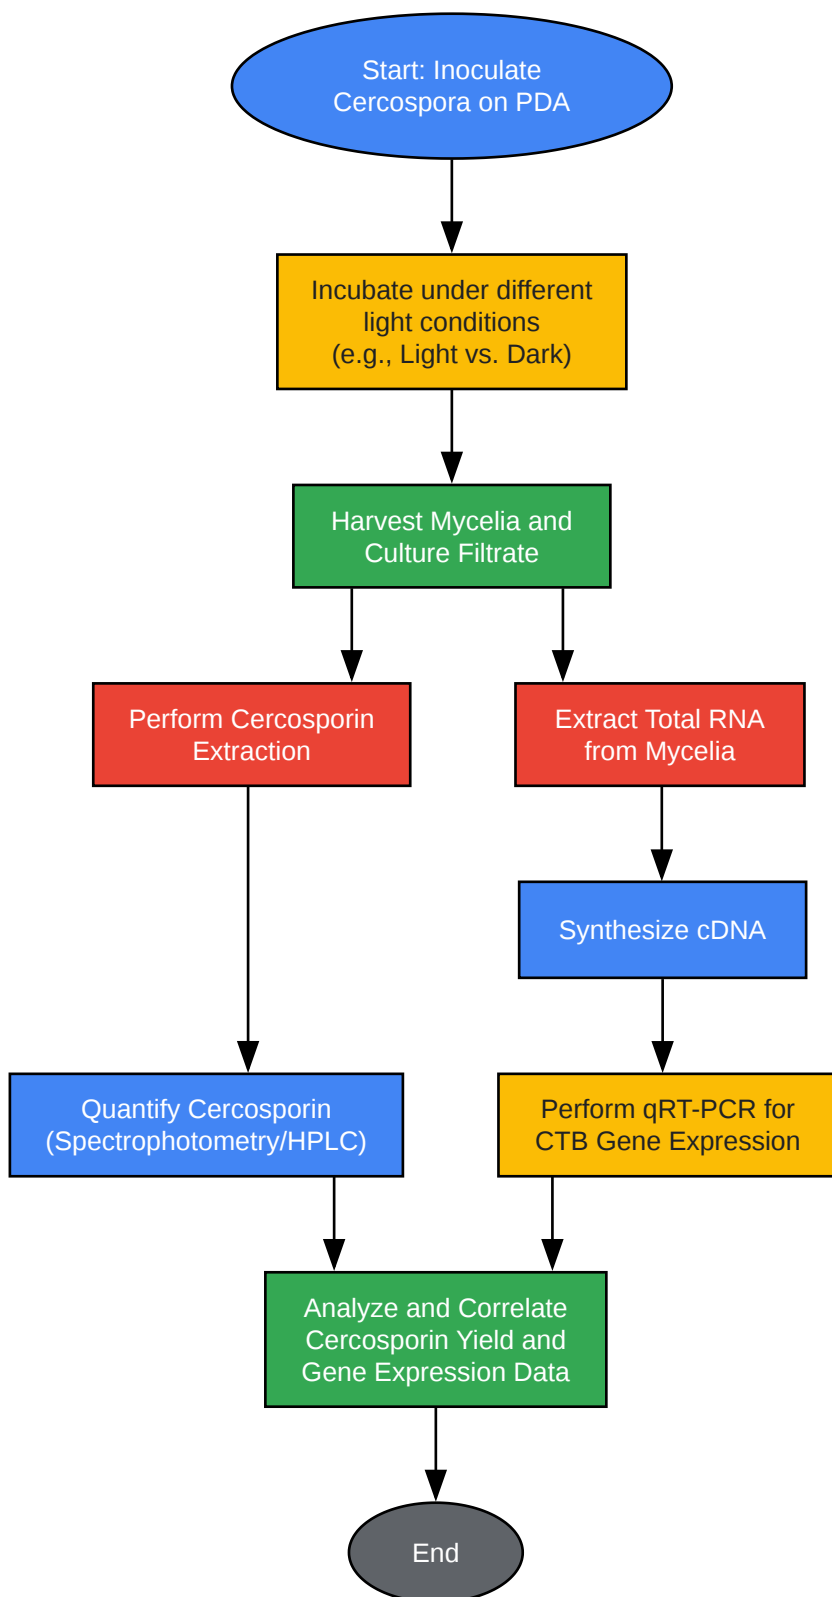 Start: Inoculate
Cercospora on PDA
Incubate under different
light conditions
(e.g., Light vs. Dark)
Harvest Mycelia and
Culture Filtrate
Perform Cercosporin
Extraction
Extract Total RNA
from Mycelia
Synthesize cDNA
Quantify Cercosporin
(Spectrophotometry/HPLC)
Perform qRT-PCR for
CTB Gene Expression
Analyze and Correlate
Cercosporin Yield and
Gene Expression Data
End